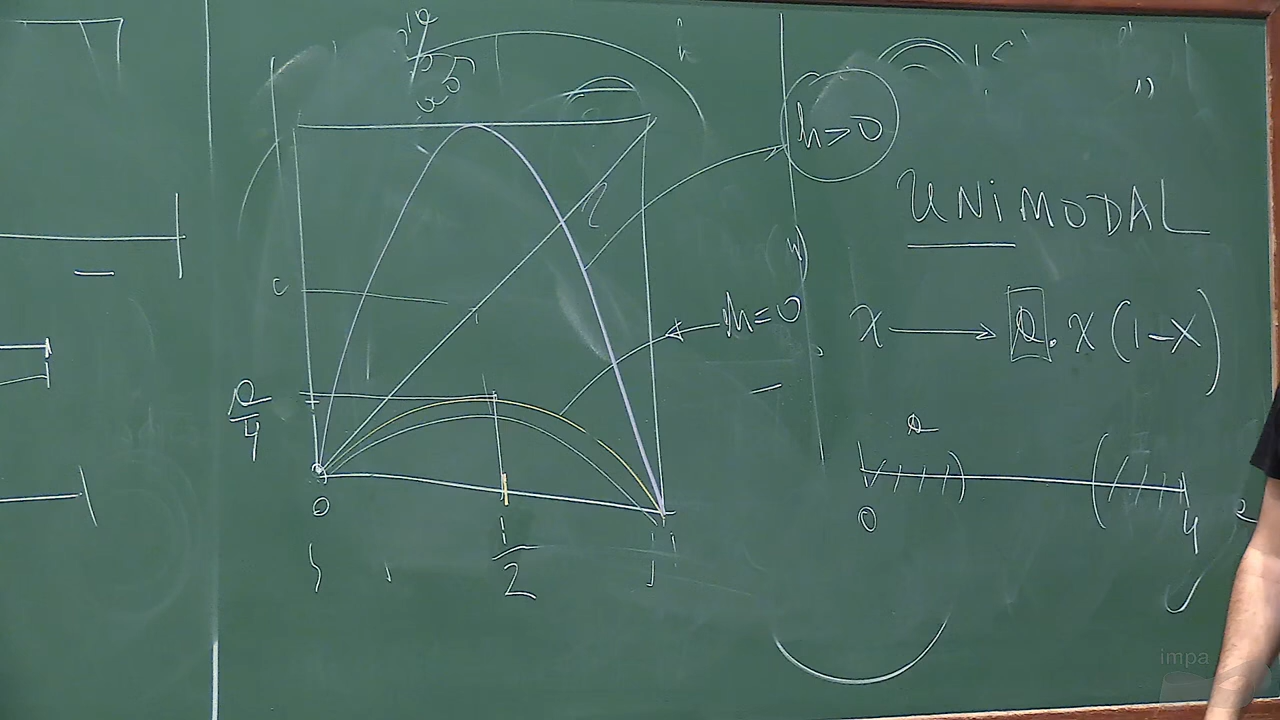 h>0
UNiMODAL
x → a. x(1-x)
c
h=0
a/4
0
1/2
1
a
0
4
impa